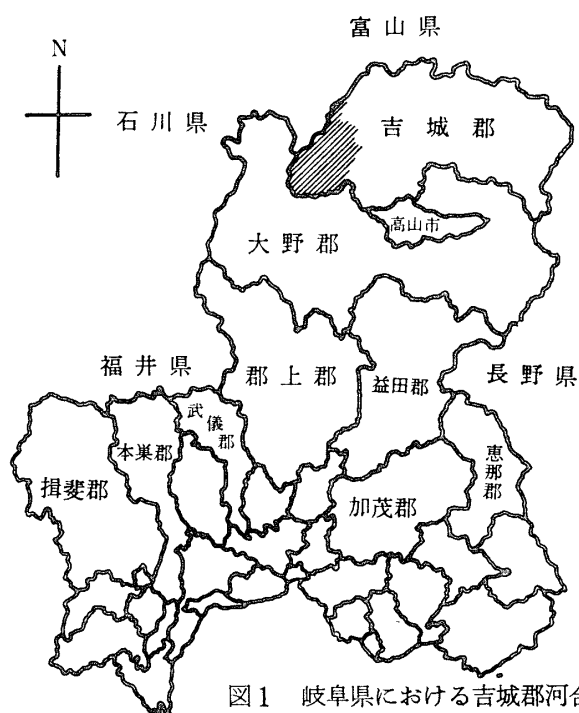 富山県
N
石川県
吉城郡
高山市
大野郡
福井県
郡上郡
益田郡
長野県
武儀郡
本巣郡
恵那郡
揖斐郡
加茂郡
図1 岐阜県における吉城郡河合